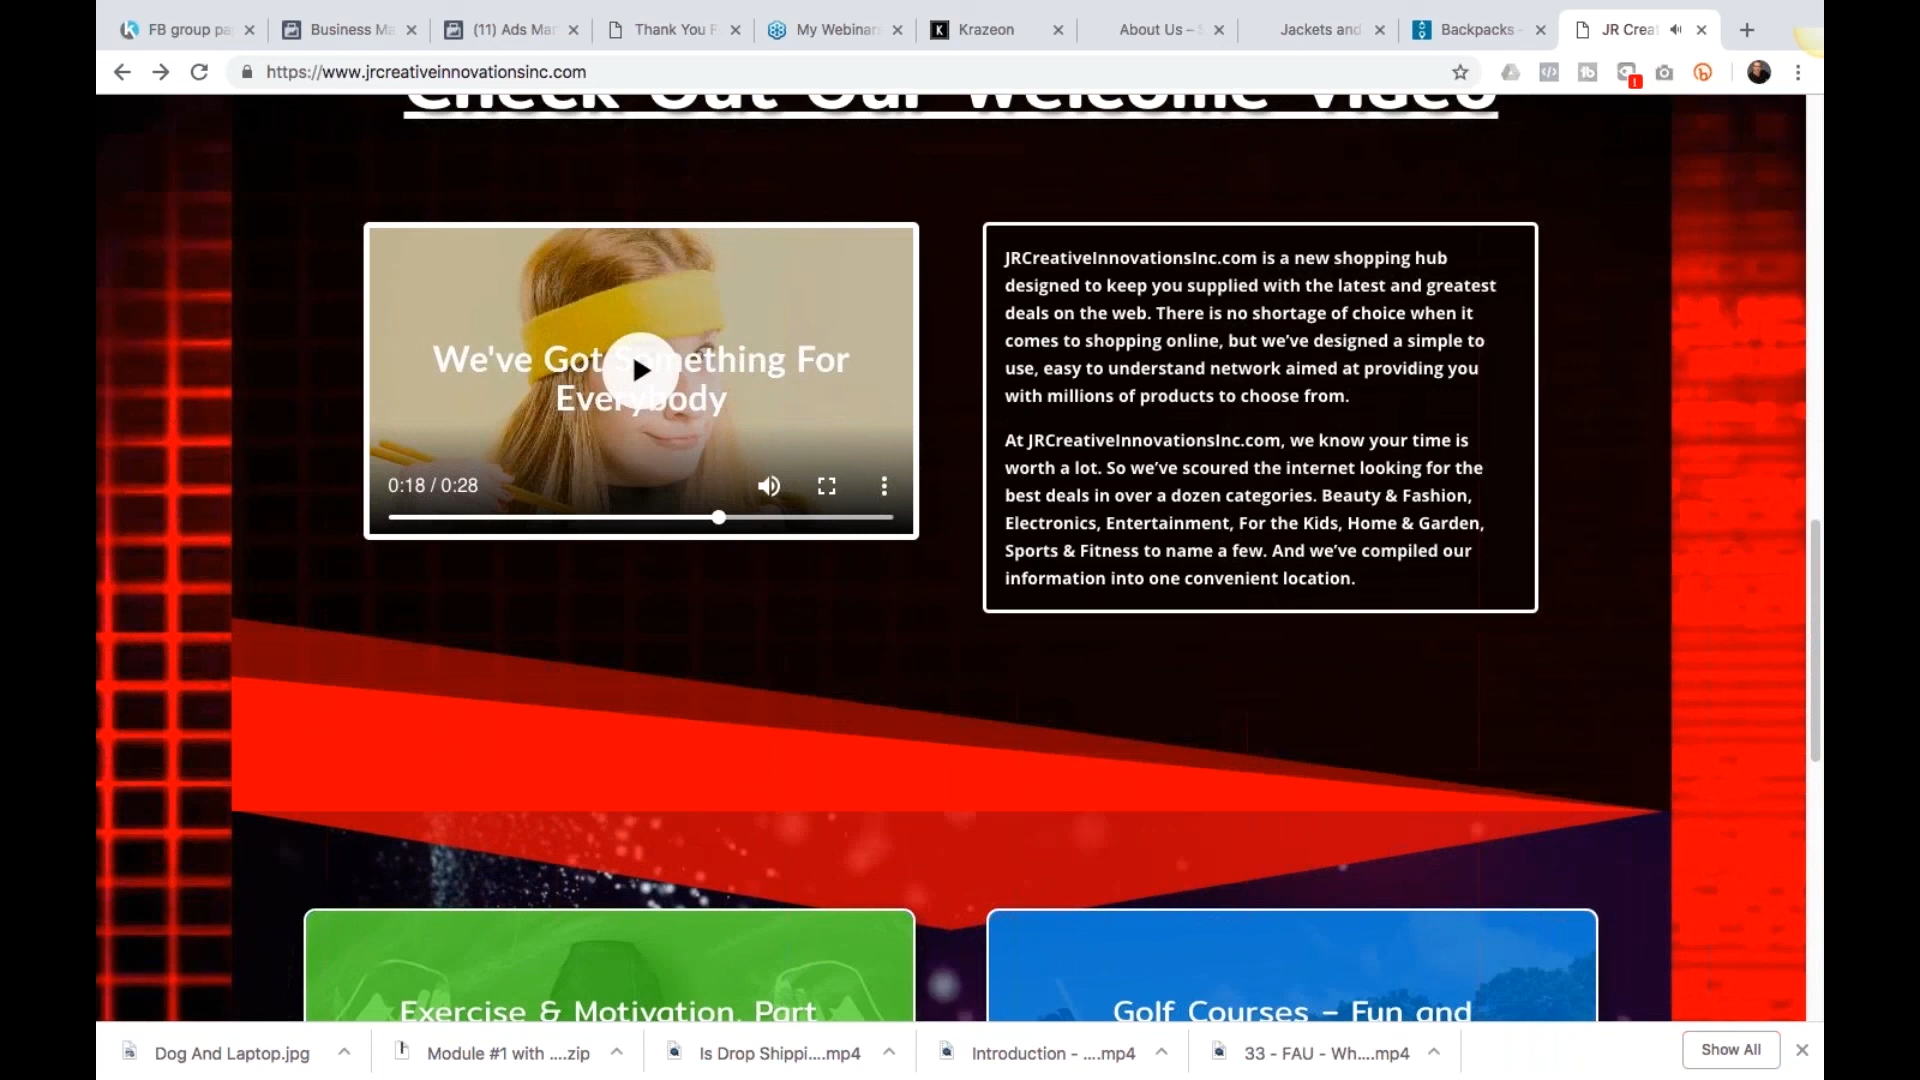 FB group pa
Business Ma
(11) Ads Mar
Thank You P
My Webinar
Krazeon
About Us – S
Jackets and
Backpacks -
JR Creat
https://www.jrcreativeinnovationsinc.com
Check Out Our Welcome Video
We've Got Something For
Everybody
0:18 / 0:28
JRCreativeInnovationsInc.com is a new shopping hub
designed to keep you supplied with the latest and greatest
deals on the web. There is no shortage of choice when it
comes to shopping online, but we’ve designed a simple to
use, easy to understand network aimed at providing you
with millions of products to choose from.
At JRCreativeInnovationsInc.com, we know your time is
worth a lot. So we’ve scoured the internet looking for the
best deals in over a dozen categories. Beauty & Fashion,
Electronics, Entertainment, For the Kids, Home & Garden,
Sports & Fitness to name a few. And we’ve compiled our
information into one convenient location.
Exercise & Motivation, Part
Golf Courses – Fun and
Dog And Laptop.jpg
Module #1 with ....zip
Is Drop Shippi....mp4
Introduction - ....mp4
33 - FAU - Wh....mp4
Show All